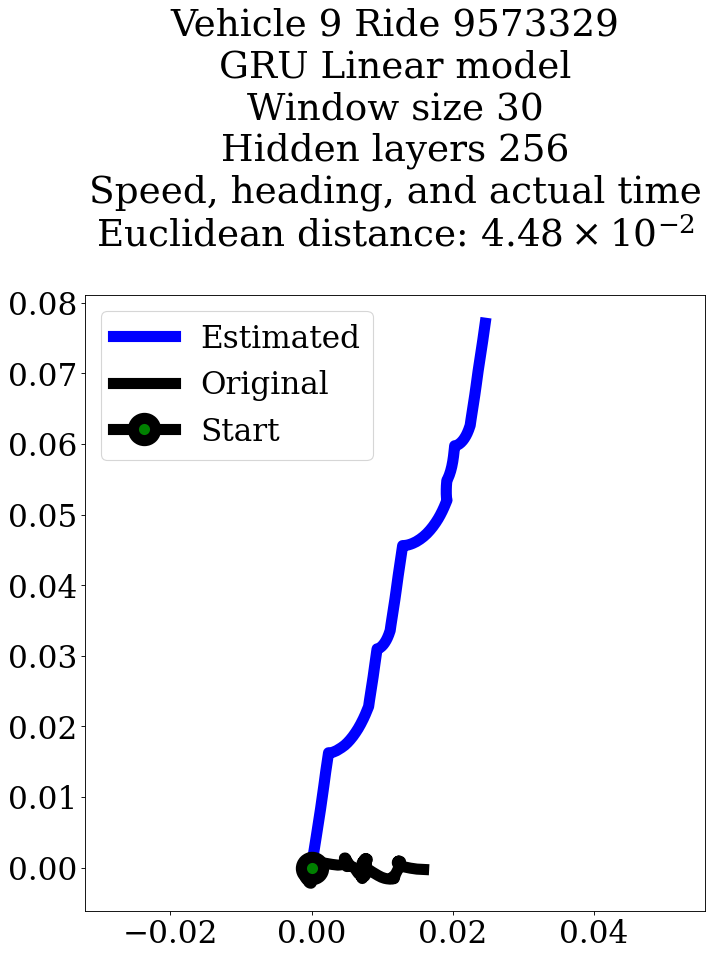 Vehicle 9 Ride 9573329
GRU Linear model
Window size 30
Hidden layers 256
Speed, heading, and actual time
Euclidean distance: 4.48 × 10⁻²
0.08
0.07
0.06
0.05
0.04
0.03
0.02
0.01
0.00
Estimated
Original
Start
−0.02 0.00 0.02 0.04